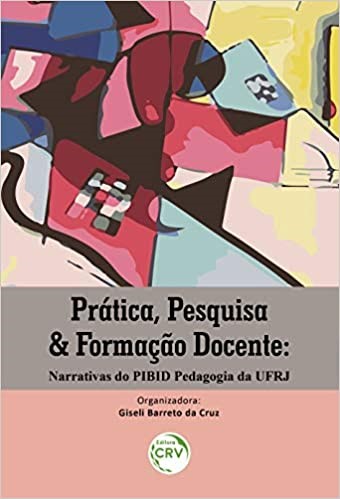 Prática, Pesquisa
& Formação Docente:
Narrativas do PIBID Pedagogia da UFRJ
Organizadora:
Giseli Barreto da Cruz
Editora
CRV